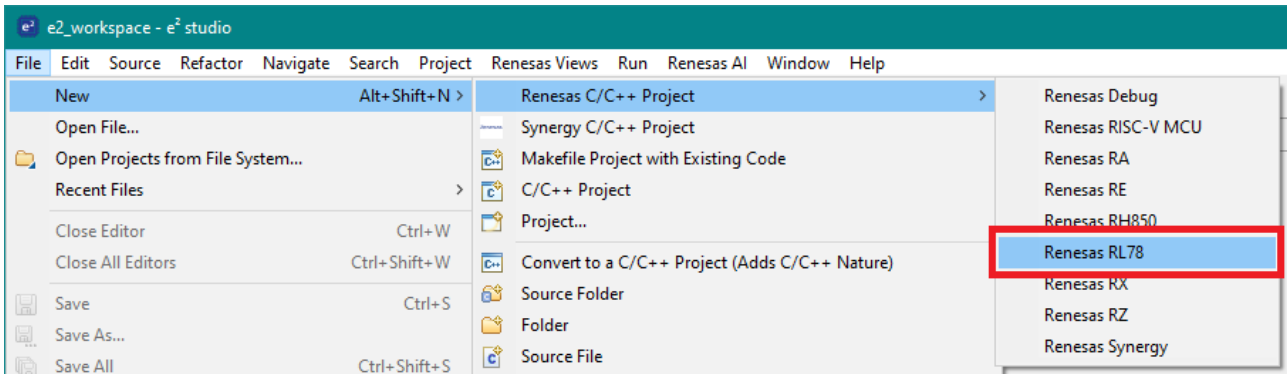 e² e2_workspace - e² studio
File Edit Source Refactor Navigate Search Project Renesas Views Run Renesas AI Window Help
New Alt+Shift+N >
Open File...
Open Projects from File System...
Recent Files >
Close Editor Ctrl+W
Close All Editors Ctrl+Shift+W
Save Ctrl+S
Save As...
Save All Ctrl+Shift+S
Renesas C/C++ Project >
Synergy C/C++ Project
Makefile Project with Existing Code
C/C++ Project
Project...
Convert to a C/C++ Project (Adds C/C++ Nature)
Source Folder
Folder
Source File
Renesas Debug
Renesas RISC-V MCU
Renesas RA
Renesas RE
Renesas RH850
Renesas RL78
Renesas RX
Renesas RZ
Renesas Synergy